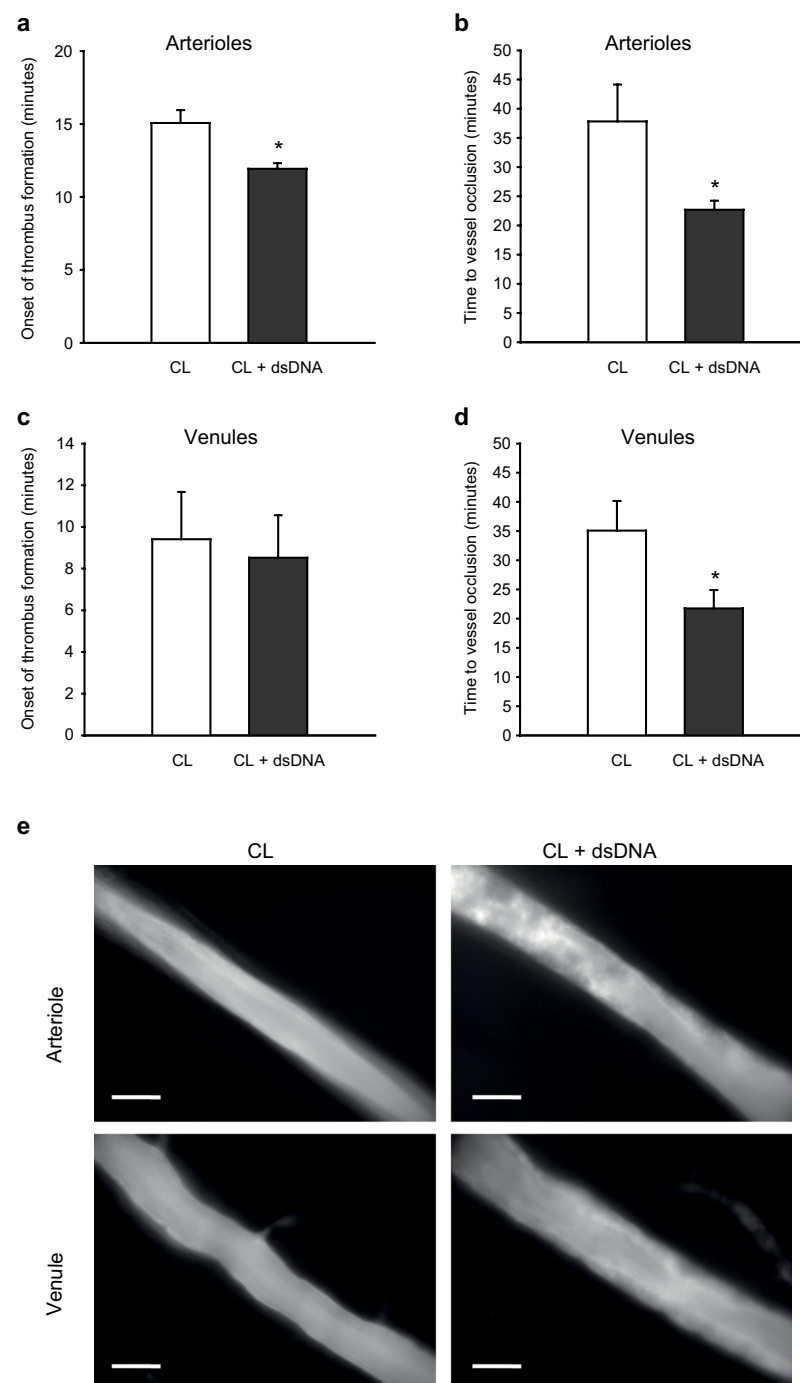 a
Arterioles
Onset of thrombus formation (minutes)
20
15
10
5
0
*
CL
CL + dsDNA
b
Arterioles
Time to vessel occlusion (minutes)
50
45
40
35
30
25
20
15
10
5
0
*
CL
CL + dsDNA
c
Venules
Onset of thrombus formation (minutes)
14
12
10
8
6
4
2
0
CL
CL + dsDNA
d
Venules
Time to vessel occlusion (minutes)
50
45
40
35
30
25
20
15
10
5
0
*
CL
CL + dsDNA
e
CL
CL + dsDNA
Arteriole
Venule